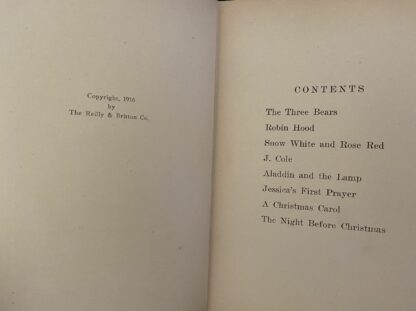 Copyright, 1916
by
The Reilly & Britton Co.
CONTENTS
The Three Bears
Robin Hood
Snow White and Rose Red
J. Cole
Aladdin and the Lamp
Jessica's First Prayer
A Christmas Carol
The Night Before Christmas